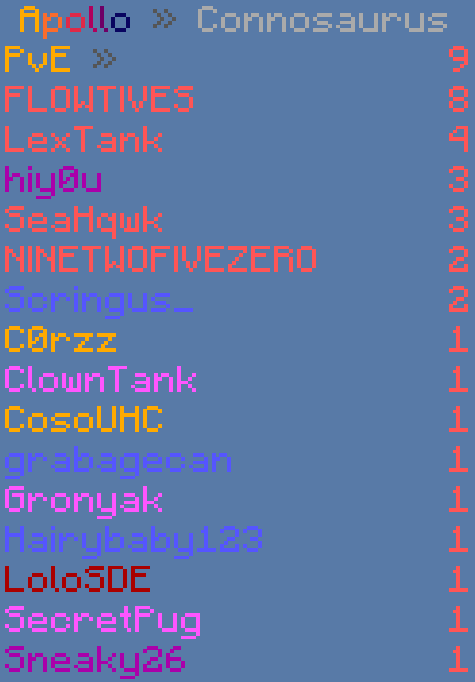 Apollo » Connosaurus
PvE » 9
FLOWTIVES 8
LexTank 4
hiy0u 3
SeaHqwk 3
NINETWOFIVEZERO 2
Scringus_ 2
C0rzz 1
ClownTank 1
CosoUHC 1
grabagecan 1
Gronyak 1
Hairybaby123 1
LoloSDE 1
SecretPug 1
Sneaky26 1